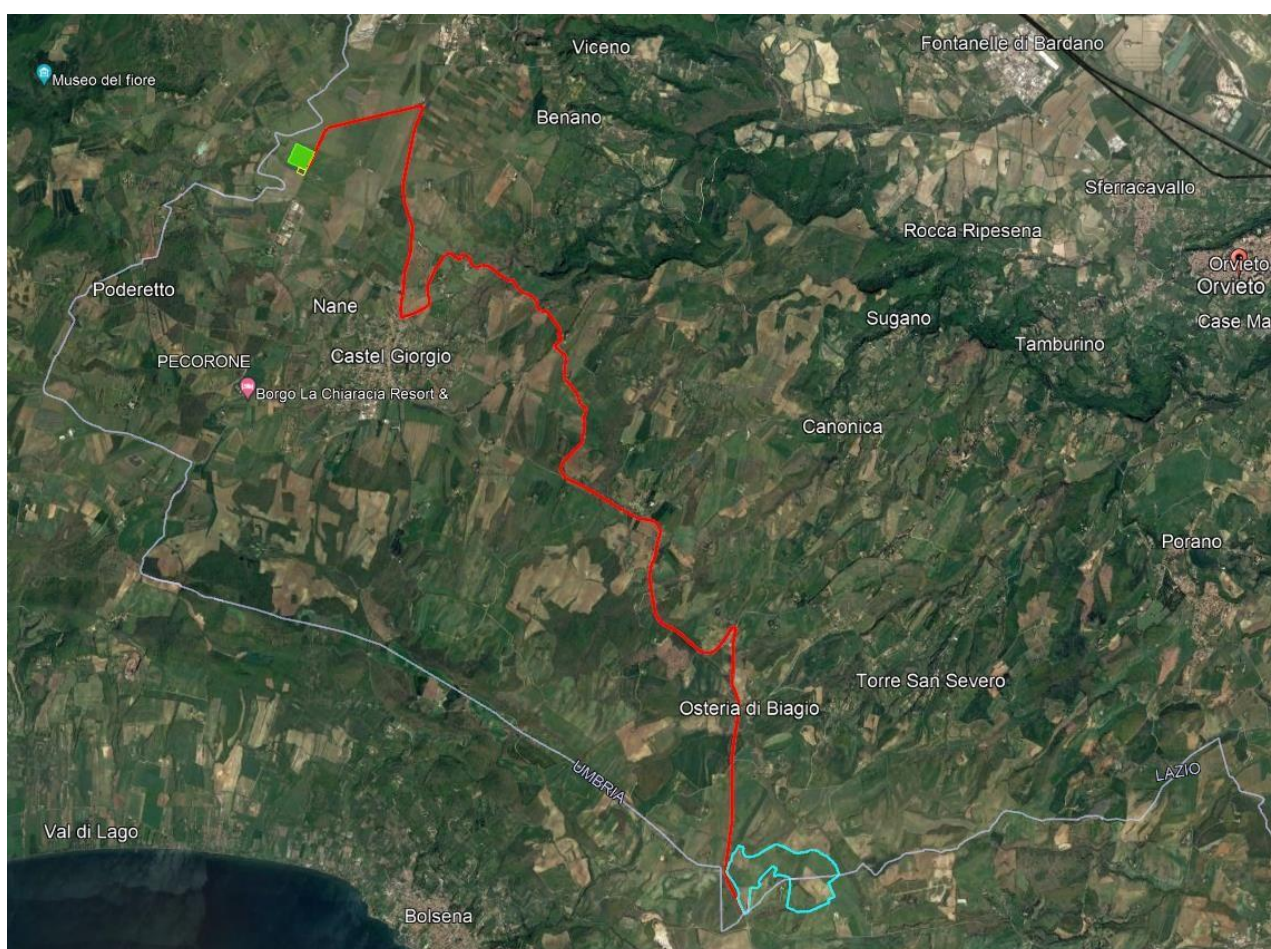 Viceno
Fontanelle di Bardano
Museo del fiore
Benano
Sferracavallo
Rocca Ripesena
Orvieto
Orvieto
Poderetto
Nane
Sugano
Case Ma
Tamburino
PECORONE
Castel Giorgio
Borgo La Chiaracia Resort &
Canonica
Porano
Torre San Severo
Osteria di Biagio
UMBRIA
LAZIO
Val di Lago
Bolsena